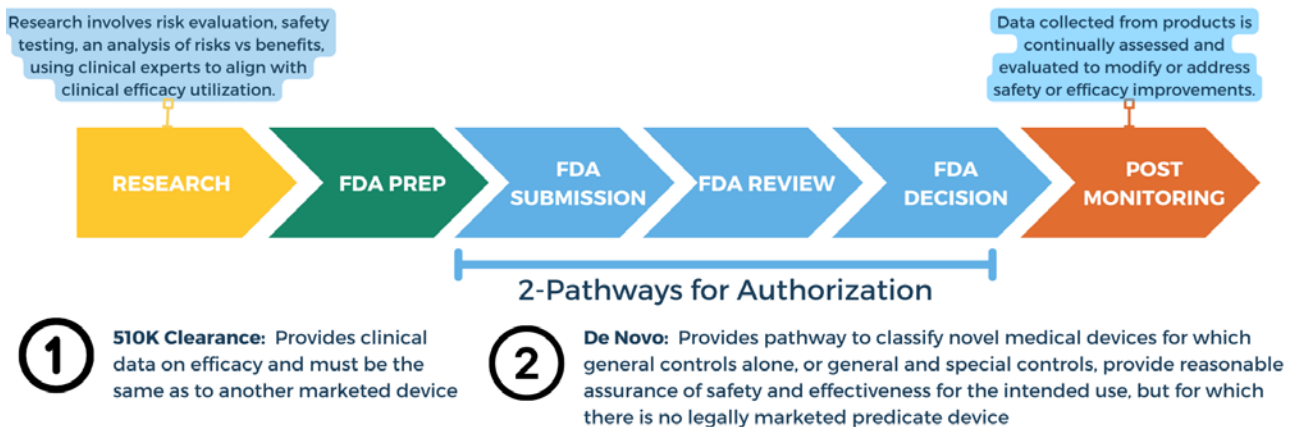 Research involves risk evaluation, safety
testing, an analysis of risks vs benefits,
using clinical experts to align with
clinical efficacy utilization.
Data collected from products is
continually assessed and
evaluated to modify or address
safety or efficacy improvements.
RESEARCH
FDA PREP
FDA
SUBMISSION
FDA REVIEW
FDA
DECISION
POST
MONITORING
2-Pathways for Authorization
1
510K Clearance: Provides clinical
data on efficacy and must be the
same as to another marketed device
2
De Novo: Provides pathway to classify novel medical devices for which
general controls alone, or general and special controls, provide reasonable
assurance of safety and effectiveness for the intended use, but for which
there is no legally marketed predicate device